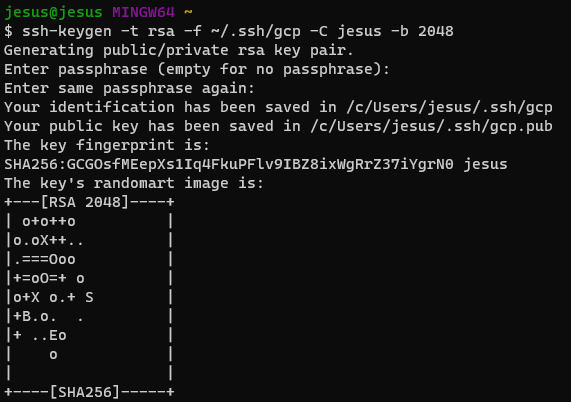 jesus@jesus MINGW64 ~
$ ssh-keygen -t rsa -f ~/.ssh/gcp -C jesus -b 2048
Generating public/private rsa key pair.
Enter passphrase (empty for no passphrase):
Enter same passphrase again:
Your identification has been saved in /c/Users/jesus/.ssh/gcp
Your public key has been saved in /c/Users/jesus/.ssh/gcp.pub
The key fingerprint is:
SHA256:GCGOsfMEepXs1Iq4FkuPFlv9IBZ8ixWgRrZ37iYgrN0 jesus
The key's randomart image is:
+---[RSA 2048]----+
| o+o++o          |
|o.oX++..         |
|.===Ooo          |
|+=oO=+ o         |
|o+X o.+ S        |
|+B.o.  .         |
|+ ..Eo           |
|    o            |
|                 |
+----[SHA256]-----+